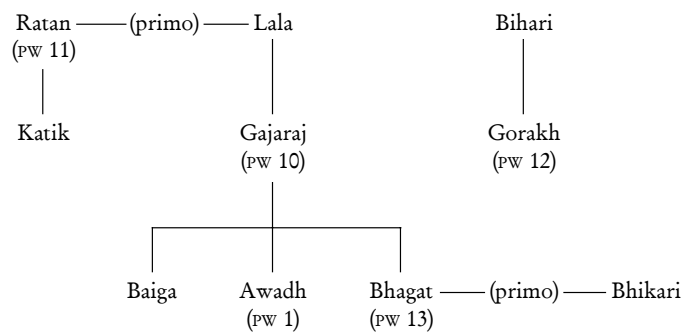 Ratan (primo) Lala Bihari
(PW 11)
Katik Gajaraj Gorakh
(PW 10) (PW 12)
Baiga Awadh Bhagat (primo) Bhikari
(PW 1) (PW 13)